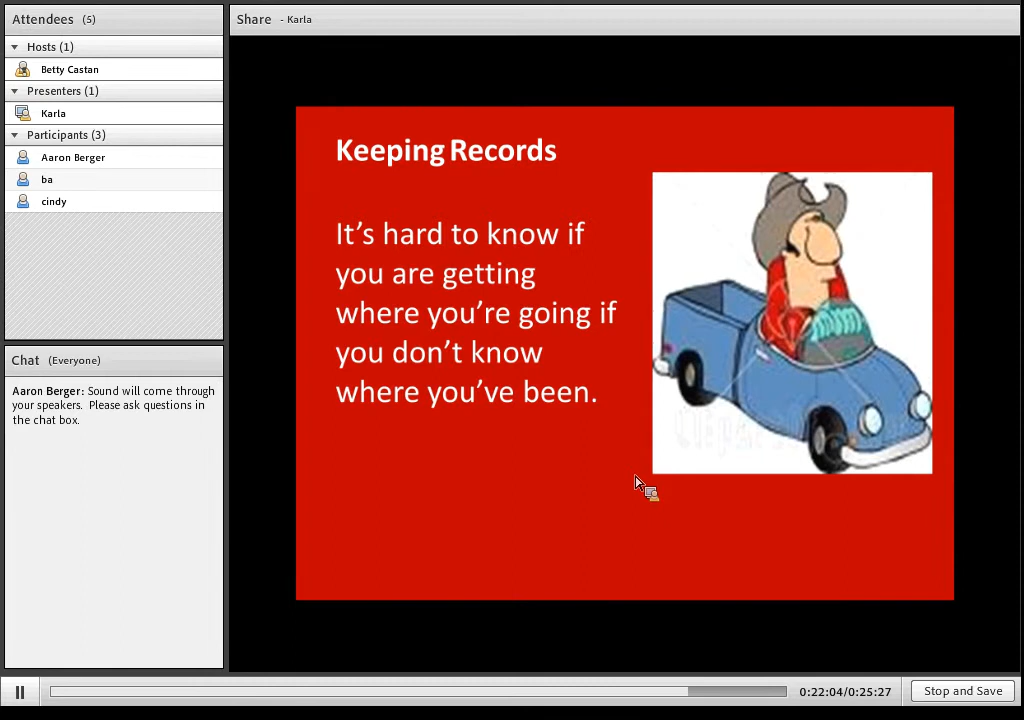 Attendees (5)
Hosts (1)
Betty Castan
Presenters (1)
Karla
Participants (3)
Aaron Berger
ba
cindy
Chat (Everyone)
Aaron Berger: Sound will come through
your speakers. Please ask questions in
the chat box.
Share - Karla
Keeping Records
It’s hard to know if
you are getting
where you’re going if
you don’t know
where you’ve been.
0:22:04/0:25:27
Stop and Save